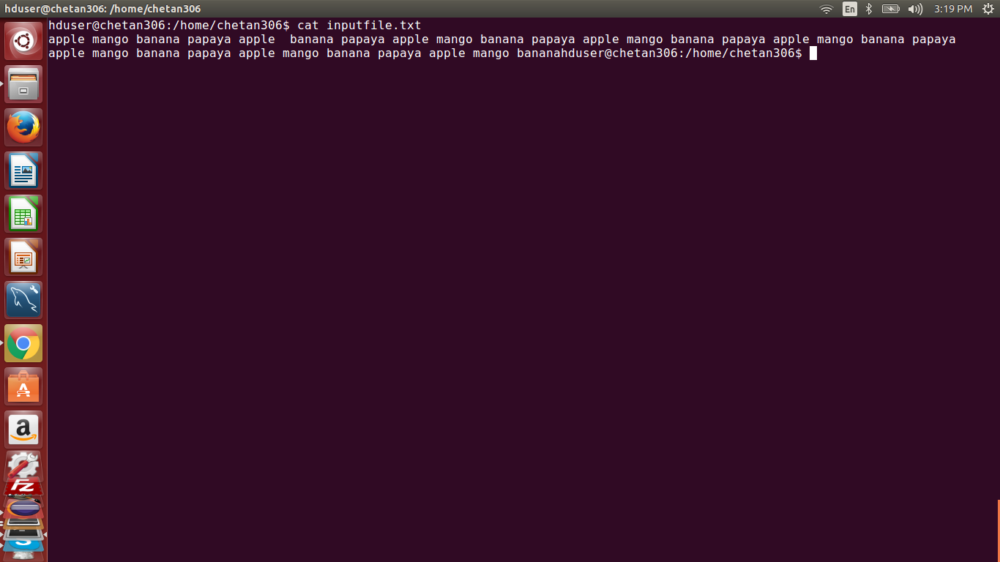 hduser@chetan306: /home/chetan306
En
3:19 PM
hduser@chetan306:/home/chetan306$ cat inputfile.txt
apple mango banana papaya apple  banana papaya apple mango banana papaya apple mango banana papaya apple mango banana papaya
apple mango banana papaya apple mango banana papaya apple mango bananahduser@chetan306:/home/chetan306$
A
a
FZ
S